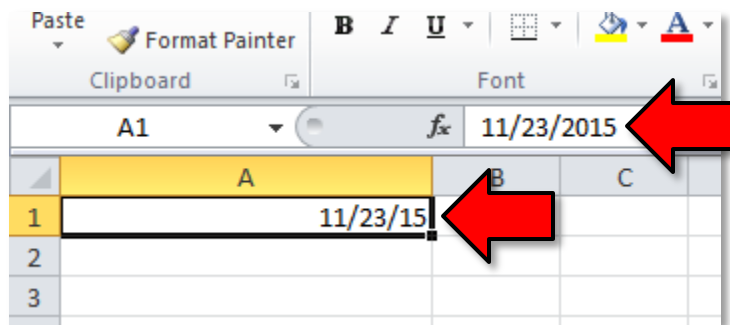 Paste
Format Painter
B I U A
Clipboard Font
A1 fx 11/23/2015
A B C
1 11/23/15
2
3